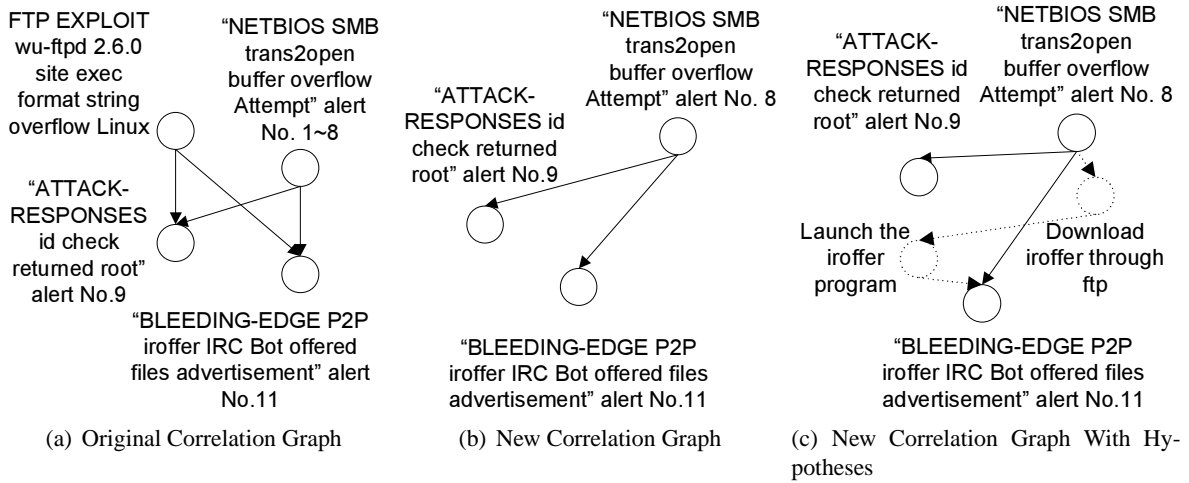 FTP EXPLOIT
wu-ftpd 2.6.0
site exec
format string
overflow Linux
“NETBIOS SMB
trans2open
buffer overflow
Attempt” alert
No. 1~8
“ATTACK-
RESPONSES
id check
returned root”
alert No.9
“BLEEDING-EDGE P2P
iroffer IRC Bot offered
files advertisement” alert
No.11
(a) Original Correlation Graph
“NETBIOS SMB
trans2open
buffer overflow
Attempt” alert No. 8
“ATTACK-
RESPONSES id
check returned
root” alert No.9
“BLEEDING-EDGE P2P
iroffer IRC Bot offered files
advertisement” alert No.11
(b) New Correlation Graph
“ATTACK-
RESPONSES id
check returned
root” alert No.9
“NETBIOS SMB
trans2open
buffer overflow
Attempt” alert No. 8
Launch the
iroffer
program
Download
iroffer through
ftp
“BLEEDING-EDGE P2P
iroffer IRC Bot offered files
advertisement” alert No.11
(c) New Correlation Graph With Hy-
potheses